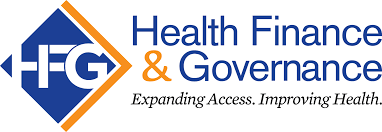 HFG
Health Finance
& Governance
Expanding Access. Improving Health.